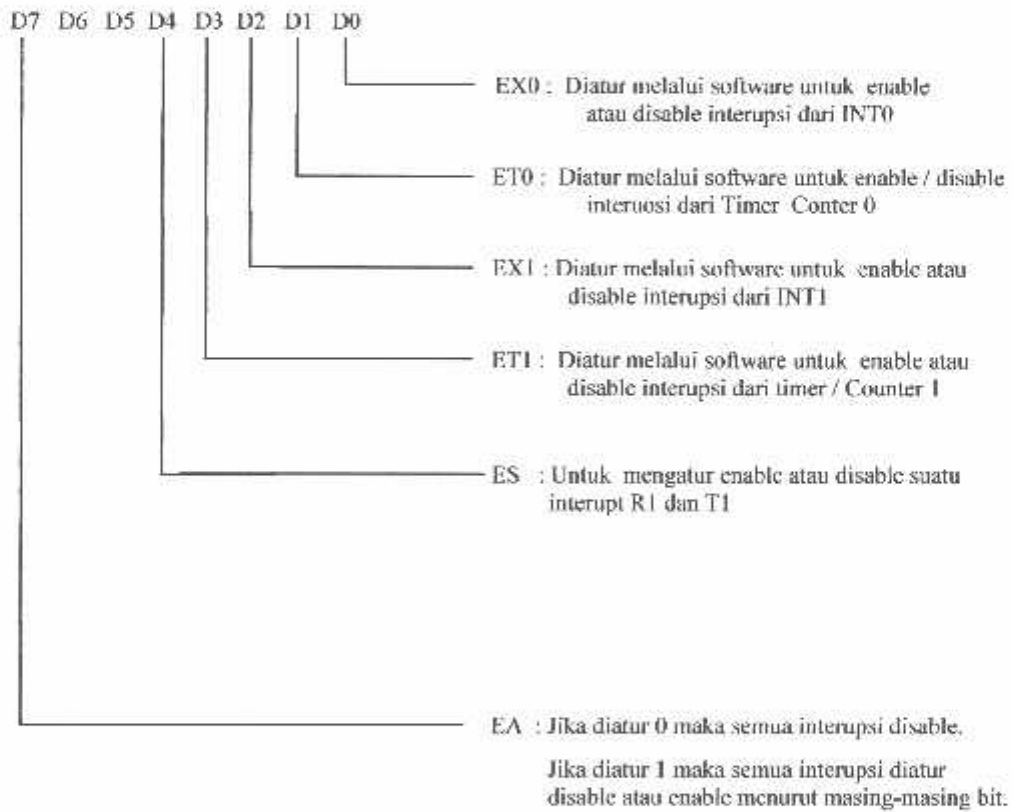 D7 D6 D5 D4 D3 D2 D1 D0
EX0 : Diatur melalui software untuk enable
atau disable interupsi dari INT0
ET0 : Diatur melalui software untuk enable / disable
interuosi dari Timer Conter 0
EX1 : Diatur melalui software untuk enable atau
disable interupsi dari INT1
ET1 : Diatur melalui software untuk enable atau
disable interupsi dari timer / Counter 1
ES : Untuk mengatur enable atau disable suatu
interupt R1 dan T1
EA : Jika diatur 0 maka semua interupsi disable.
Jika diatur 1 maka semua interupsi diatur
disable atau enable menurut masing-masing bit.